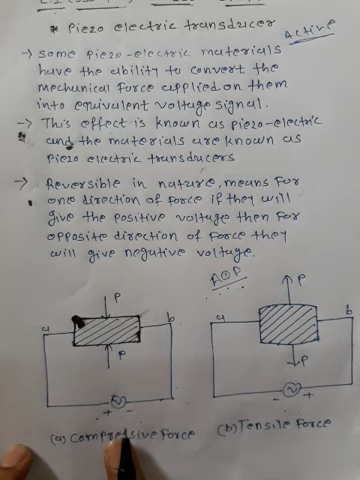 * Piezo electric transducer
Active
→ Some Piezo-electric materials
have the ability to convert the
mechanical force applied on them
into equivalent voltage signal.
→ This effect is known as Piezo-electric
and the materials are known as
Piezo electric transducers
→ Reversible in nature, means for
one direction of force if they will
give the positive voltage then for
opposite direction of force they
will give negative voltage.
P
P
a
b
P
P
a
b
+ -
- +
(a) Compressive Force
(b) Tensile Force